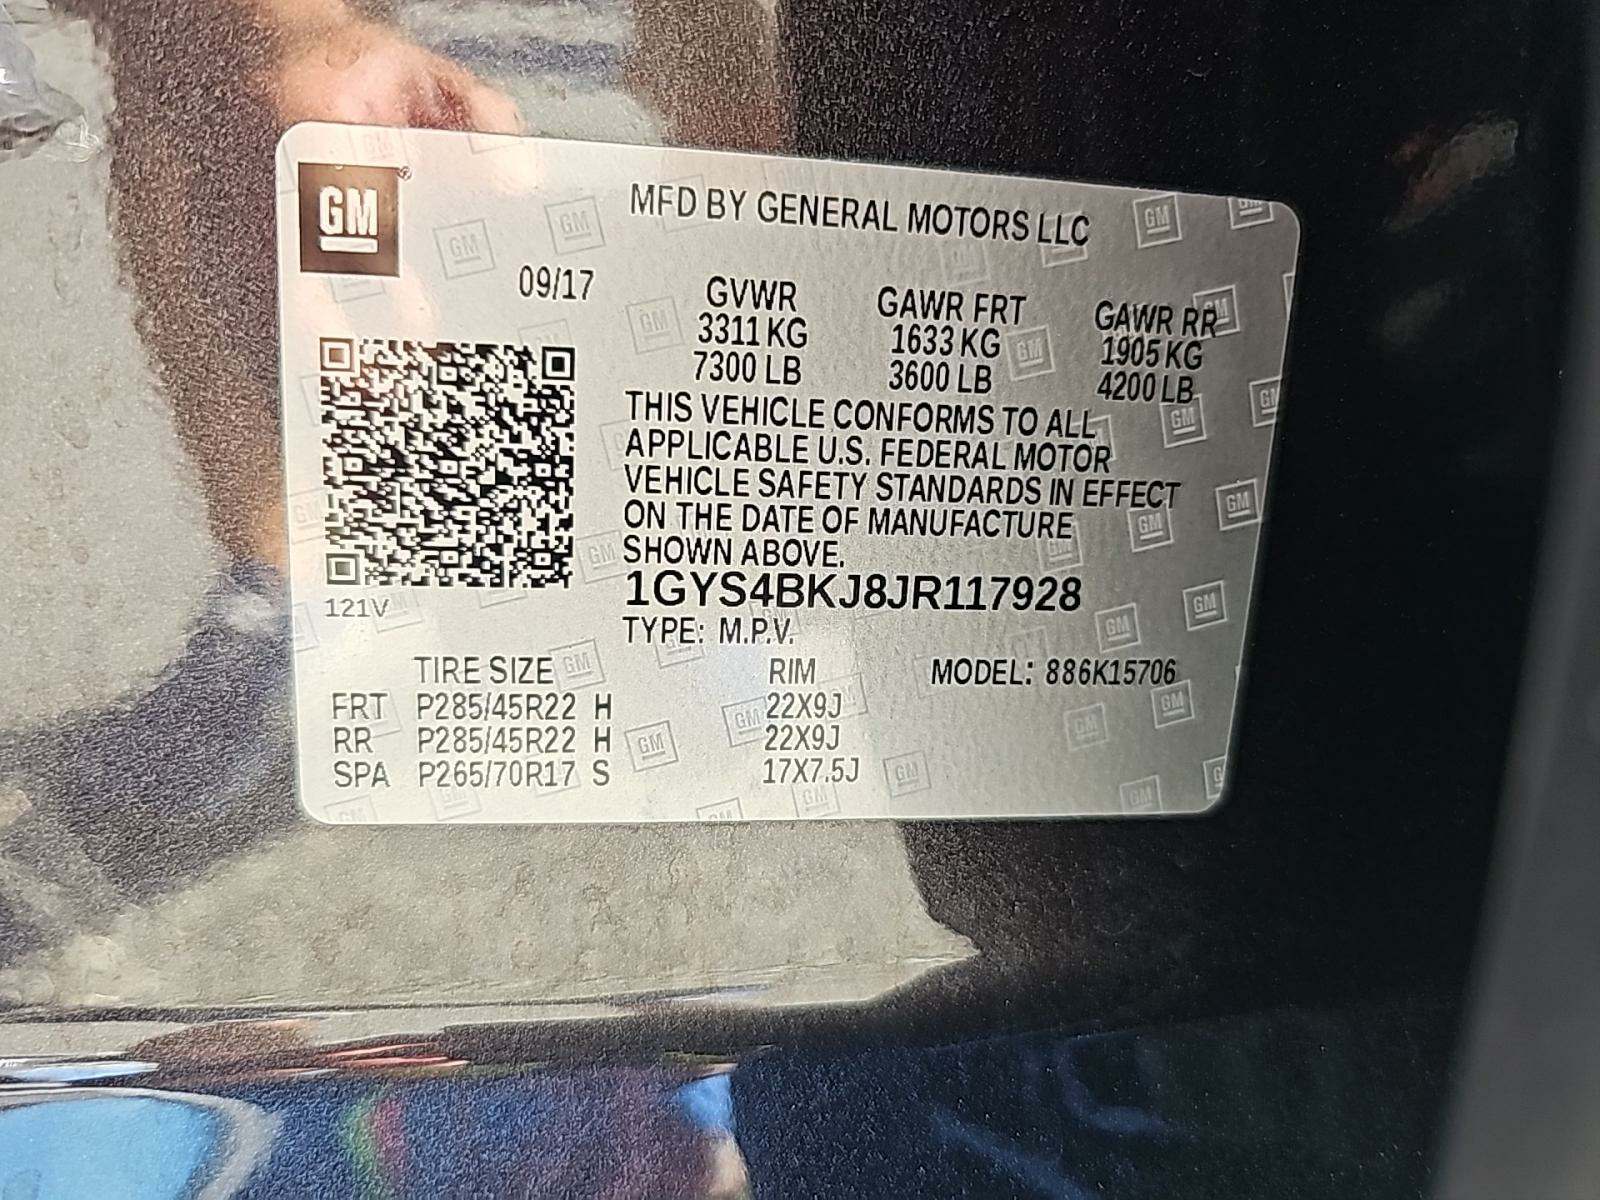 GM
MFD BY GENERAL MOTORS LLC
09/17
GVWR GAWR FRT GAWR RR
3311 KG 1633 KG 1905 KG
7300 LB 3600 LB 4200 LB
THIS VEHICLE CONFORMS TO ALL
APPLICABLE U.S. FEDERAL MOTOR
VEHICLE SAFETY STANDARDS IN EFFECT
ON THE DATE OF MANUFACTURE
SHOWN ABOVE.
1GYS4BKJ8JR117928
121V
TYPE: M.P.V.
TIRE SIZE RIM MODEL: 886K15706
FRT P285/45R22 H 22X9J
RR P285/45R22 H 22X9J
SPA P265/70R17 S 17X7.5J